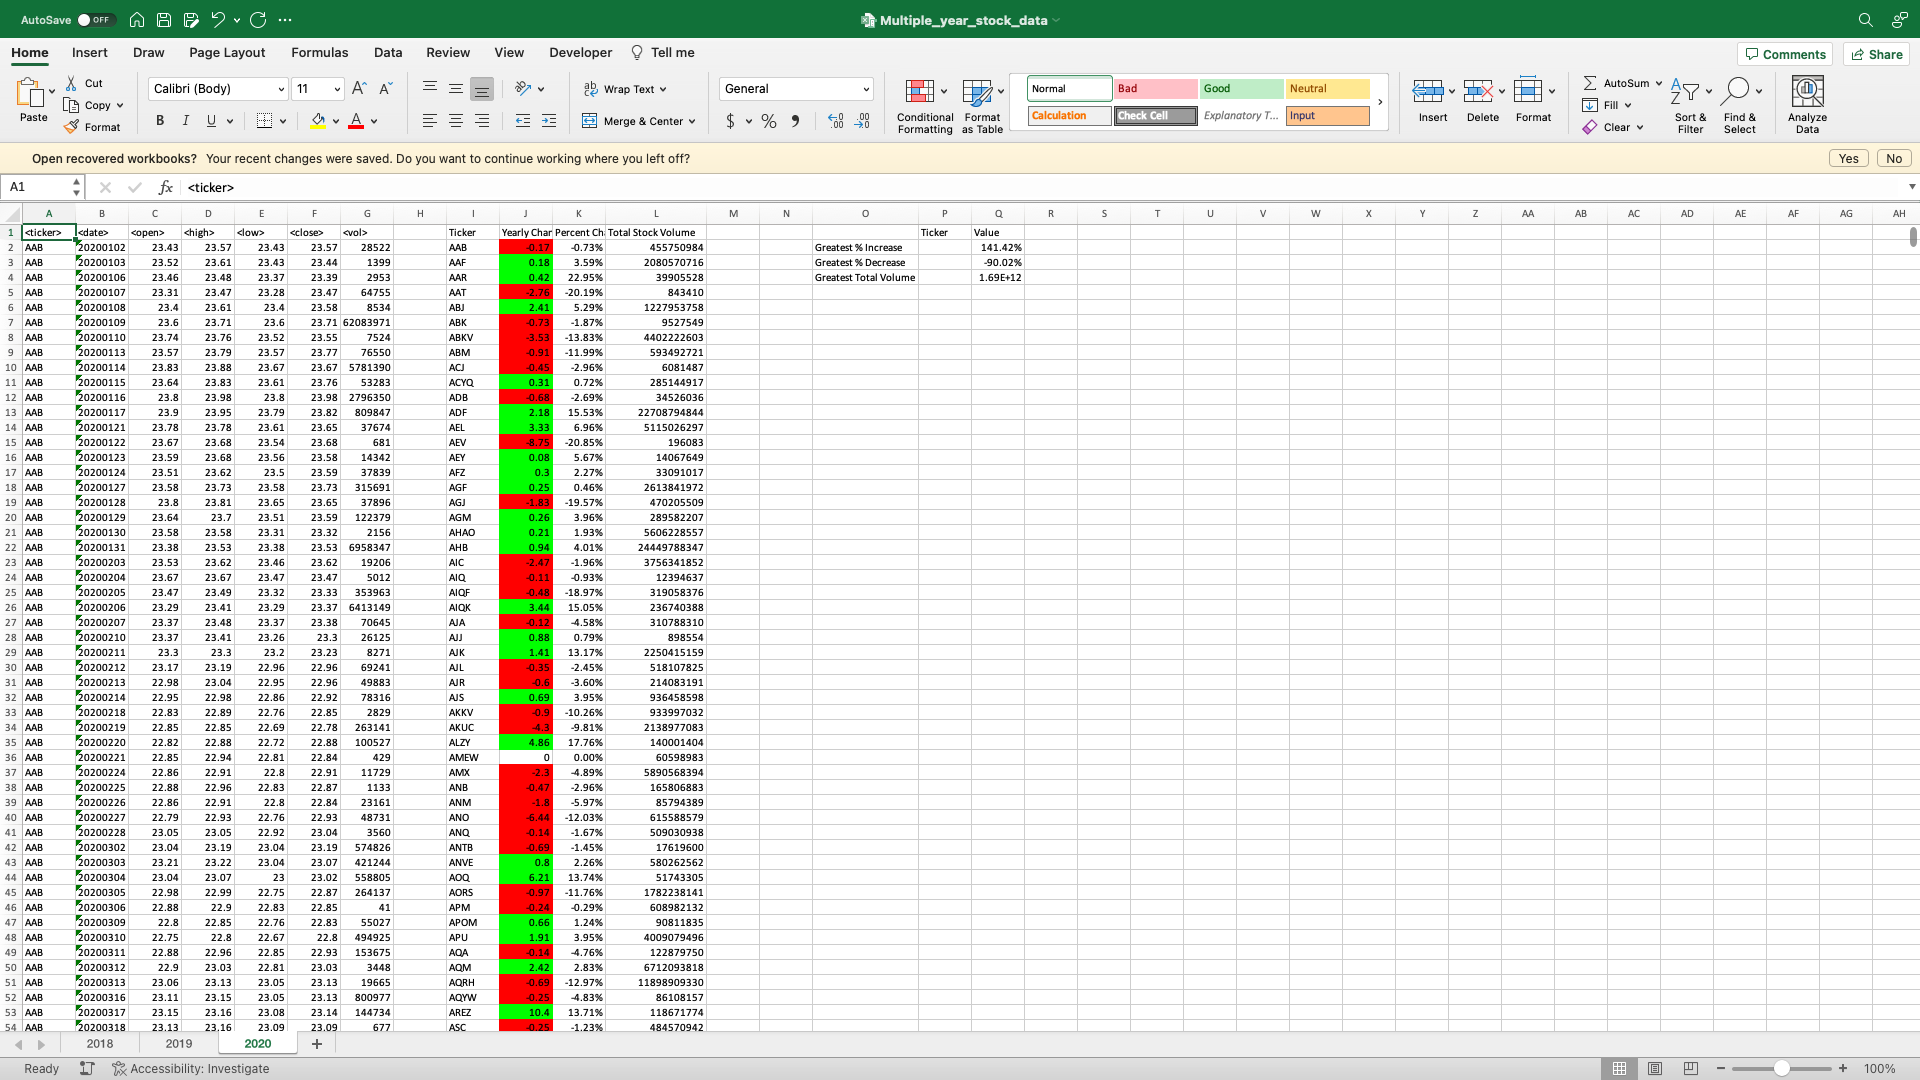 AutoSave OFF
Multiple_year_stock_data
Home Insert Draw Page Layout Formulas Data Review View Developer Tell me
Comments Share
Paste Cut Copy Format
Calibri (Body) 11
B I U
Wrap Text
Merge & Center
General
$ % 9
Conditional Formatting
Format as Table
Normal Bad Good Neutral
Calculation Check Cell Explanatory T... Input
Insert Delete Format
AutoSum Fill Clear
Sort & Filter
Find & Select
Analyze Data
Open recovered workbooks? Your recent changes were saved. Do you want to continue working where you left off? Yes No
A1 fx <ticker>
A B C D E F G H I J K L M N O P Q R S T U V W X Y Z AA AB AC AD AE AF AG AH
1 <ticker> <date> <open> <high> <low> <close> <vol> Ticker Yearly Char Percent Ch Total Stock Volume Ticker Value
2 AAB 20200102 23.43 23.57 23.43 23.57 28522 AAB -0.17 -0.73% 455750984 Greatest % Increase 141.42%
3 AAB 20200103 23.52 23.61 23.43 23.44 1399 AAF 0.18 3.59% 2080570716 Greatest % Decrease -90.02%
4 AAB 20200106 23.46 23.48 23.37 23.39 2953 AAR 0.42 22.95% 39905528 Greatest Total Volume 1.69E+12
5 AAB 20200107 23.31 23.47 23.28 23.47 64755 AAT -2.76 -20.19% 843410
6 AAB 20200108 23.4 23.61 23.4 23.58 8534 ABJ 2.41 5.29% 1227953758
7 AAB 20200109 23.6 23.71 23.6 23.71 62083971 ABK -0.73 -1.87% 9527549
8 AAB 20200110 23.74 23.76 23.52 23.55 7524 ABKV -3.53 -13.83% 4402222603
9 AAB 20200113 23.57 23.79 23.57 23.77 76550 ABM -0.91 -11.99% 593492721
10 AAB 20200114 23.83 23.88 23.67 23.67 5781390 ACJ -0.45 -2.96% 6081487
11 AAB 20200115 23.64 23.83 23.61 23.76 53283 ACYQ 0.31 0.72% 285144917
12 AAB 20200116 23.8 23.98 23.8 23.98 2796350 ADB -0.68 -2.69% 34526036
13 AAB 20200117 23.9 23.95 23.79 23.82 809847 ADF 2.18 15.53% 22708794844
14 AAB 20200121 23.78 23.78 23.61 23.65 37674 AEL 3.33 6.96% 5115026297
15 AAB 20200122 23.67 23.68 23.54 23.68 681 AEV -8.75 -20.85% 196083
16 AAB 20200123 23.59 23.68 23.56 23.58 14342 AEY 0.08 5.67% 14067649
17 AAB 20200124 23.51 23.62 23.5 23.59 37839 AFZ 0.3 2.27% 33091017
18 AAB 20200127 23.58 23.73 23.58 23.73 315691 AGF 0.25 0.46% 2613841972
19 AAB 20200128 23.8 23.81 23.65 23.65 37896 AGJ -1.83 -19.57% 470205509
20 AAB 20200129 23.64 23.7 23.51 23.59 122379 AGM 0.26 3.96% 289582207
21 AAB 20200130 23.58 23.58 23.31 23.32 2156 AHAO 0.21 1.93% 5606228557
22 AAB 20200131 23.38 23.53 23.38 23.53 6958347 AHB 0.94 4.01% 24449788347
23 AAB 20200203 23.53 23.62 23.46 23.62 19206 AIC -2.47 -1.96% 3756341852
24 AAB 20200204 23.67 23.67 23.47 23.47 5012 AIQ -0.11 -0.93% 12394637
25 AAB 20200205 23.47 23.49 23.32 23.33 353963 AIQF -0.48 -18.97% 319058376
26 AAB 20200206 23.29 23.41 23.29 23.37 6413149 AIQK 3.44 15.05% 236740388
27 AAB 20200207 23.37 23.48 23.37 23.38 70645 AJA -0.12 -4.58% 310788310
28 AAB 20200210 23.37 23.41 23.26 23.3 26125 AJJ 0.88 0.79% 898554
29 AAB 20200211 23.3 23.3 23.2 23.23 8271 AJK 1.41 13.17% 2250415159
30 AAB 20200212 23.17 23.19 22.96 22.96 69241 AJL -0.35 -2.45% 518107825
31 AAB 20200213 22.98 23.04 22.95 22.96 49883 AJR -0.6 -3.60% 214083191
32 AAB 20200214 22.95 22.98 22.86 22.92 78316 AJS 0.69 3.95% 936458598
33 AAB 20200218 22.83 22.89 22.76 22.85 2829 AKKV -0.9 -10.26% 933997032
34 AAB 20200219 22.85 22.85 22.69 22.78 263141 AKUC -4.3 -9.81% 2138977083
35 AAB 20200220 22.82 22.88 22.72 22.88 100527 ALZY 4.86 17.76% 140001404
36 AAB 20200221 22.85 22.94 22.81 22.84 429 AMEW 0 0.00% 60598983
37 AAB 20200224 22.86 22.91 22.8 22.91 11729 AMX -2.3 -4.89% 5890568394
38 AAB 20200225 22.88 22.96 22.83 22.87 1133 ANB -0.47 -2.96% 165806883
39 AAB 20200226 22.86 22.91 22.8 22.84 23161 ANM -1.8 -5.97% 85794389
40 AAB 20200227 22.79 22.93 22.76 22.93 48731 ANO -6.44 -12.03% 615588579
41 AAB 20200228 23.05 23.05 22.92 23.04 3560 ANQ -0.14 -1.67% 509030938
42 AAB 20200302 23.04 23.19 23.04 23.19 574826 ANTB -0.69 -1.45% 17619600
43 AAB 20200303 23.21 23.22 23.04 23.07 421244 ANVE 0.8 2.26% 580262562
44 AAB 20200304 23.04 23.07 23 23.02 558805 AOQ 6.21 13.74% 51743305
45 AAB 20200305 22.98 22.99 22.75 22.87 264137 AORS -0.97 -11.76% 1782238141
46 AAB 20200306 22.88 22.9 22.83 22.85 41 APM -0.24 -0.29% 608982132
47 AAB 20200309 22.8 22.85 22.76 22.83 55027 APOM 0.66 1.24% 90811835
48 AAB 20200310 22.75 22.8 22.67 22.8 494925 APU 1.91 3.95% 4009079496
49 AAB 20200311 22.88 22.96 22.85 22.93 153675 AQA -0.14 -4.76% 122879750
50 AAB 20200312 22.9 23.03 22.81 23.03 3448 AQM 2.42 2.83% 6712093818
51 AAB 20200313 23.06 23.13 23.05 23.13 19665 AQRH -0.69 -12.97% 11898909330
52 AAB 20200316 23.11 23.15 23.05 23.13 800977 AQYW -0.25 -4.83% 86108157
53 AAB 20200317 23.15 23.16 23.08 23.14 144734 AREZ 10.4 13.71% 118671774
54 AAB 20200318 23.13 23.16 23.09 23.09 677 ASC -0.25 -1.23% 484570942
2018 2019 2020 +
Ready Accessibility: Investigate 100%